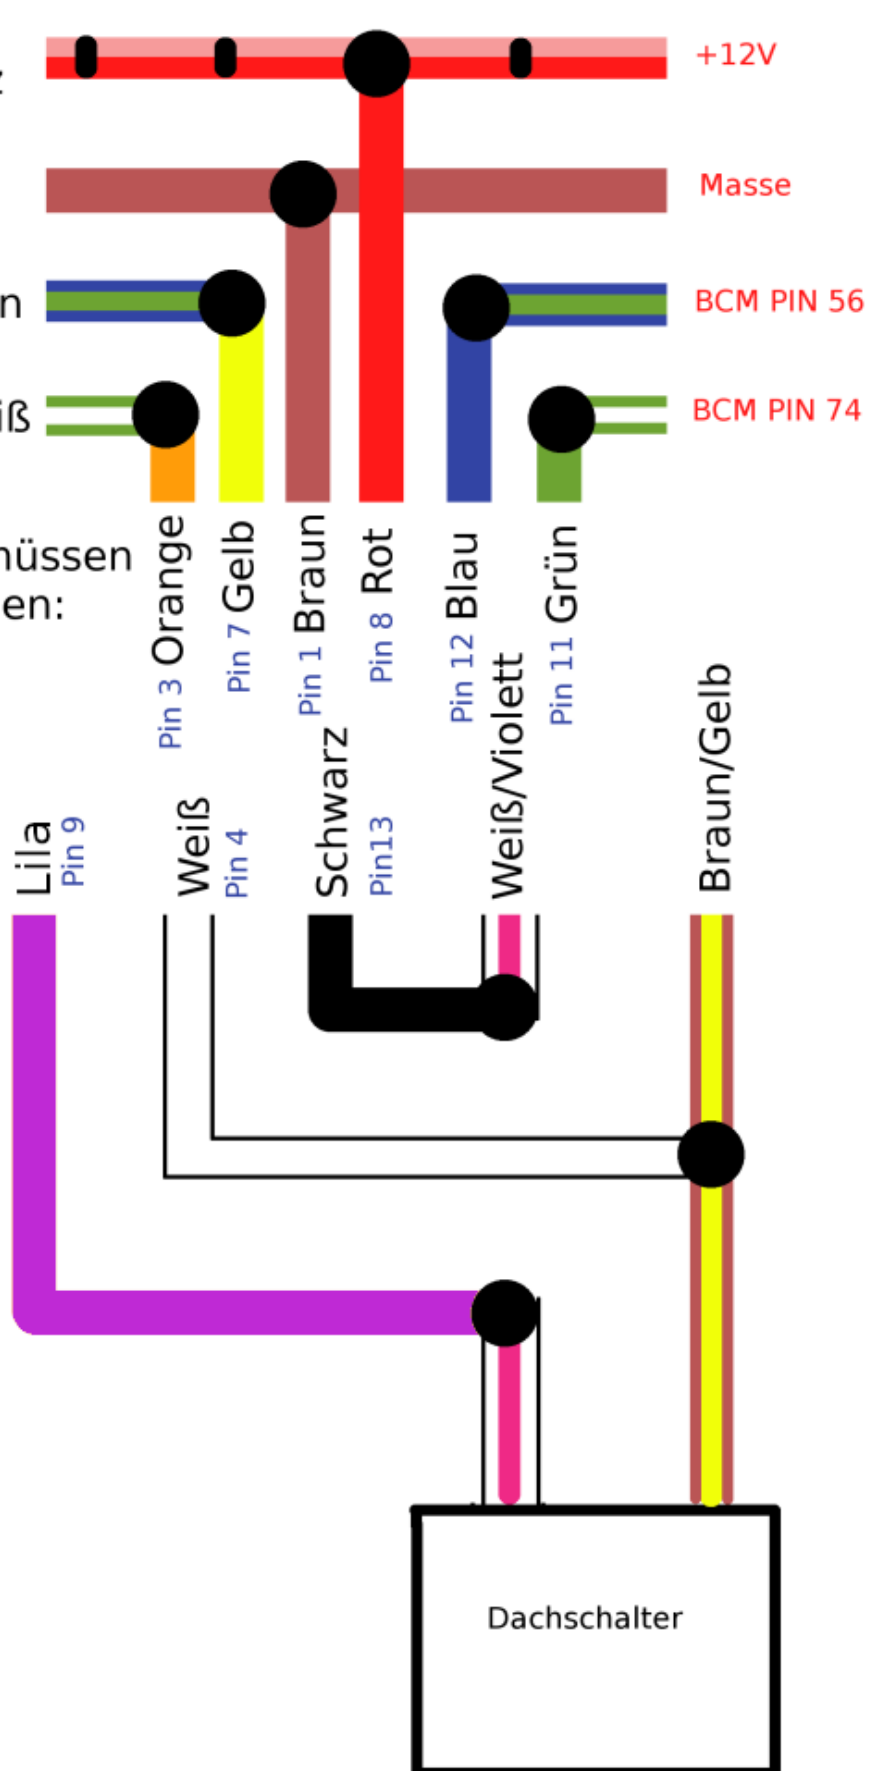 +12V
Masse
BCM PIN 56
n
BCM PIN 74
iß
Pin 3 Orange
Pin 7 Gelb
Pin 1 Braun
Pin 8 Rot
Pin 12 Blau
Pin 11 Grün
en:
Lila
Pin 9
Weiß
Pin 4
Schwarz
Pin13
Weiß/Violett
Braun/Gelb
Dachschalter